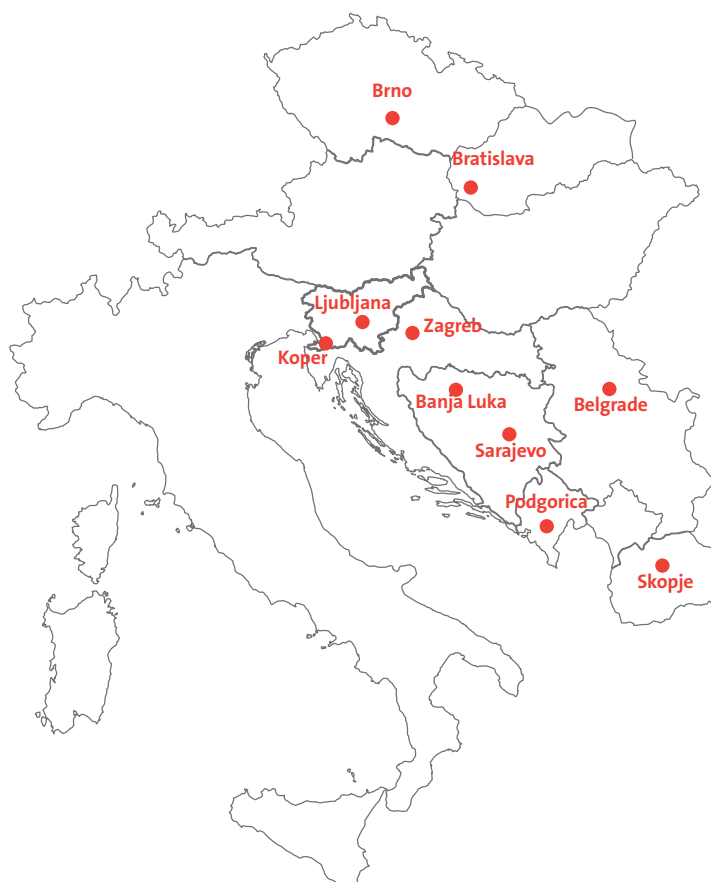 Brno
Bratislava
Ljubljana
Zagreb
Koper
Banja Luka
Belgrade
Sarajevo
Podgorica
Skopje